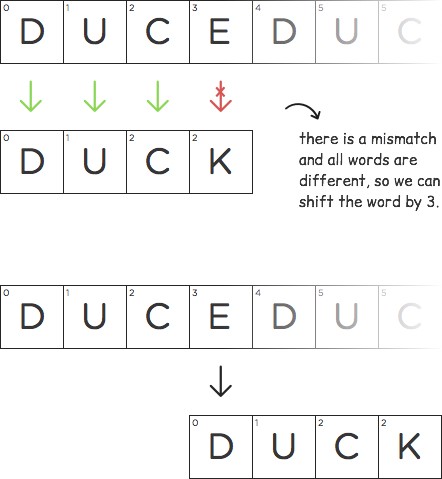 0 1 2 3 4 5 5
D U C E D U C
0 1 2 2
D U C K
there is a mismatch
and all words are
different, so we can
shift the word by 3.
0 1 2 3 4 5 5
D U C E D U C
0 1 2 2
D U C K